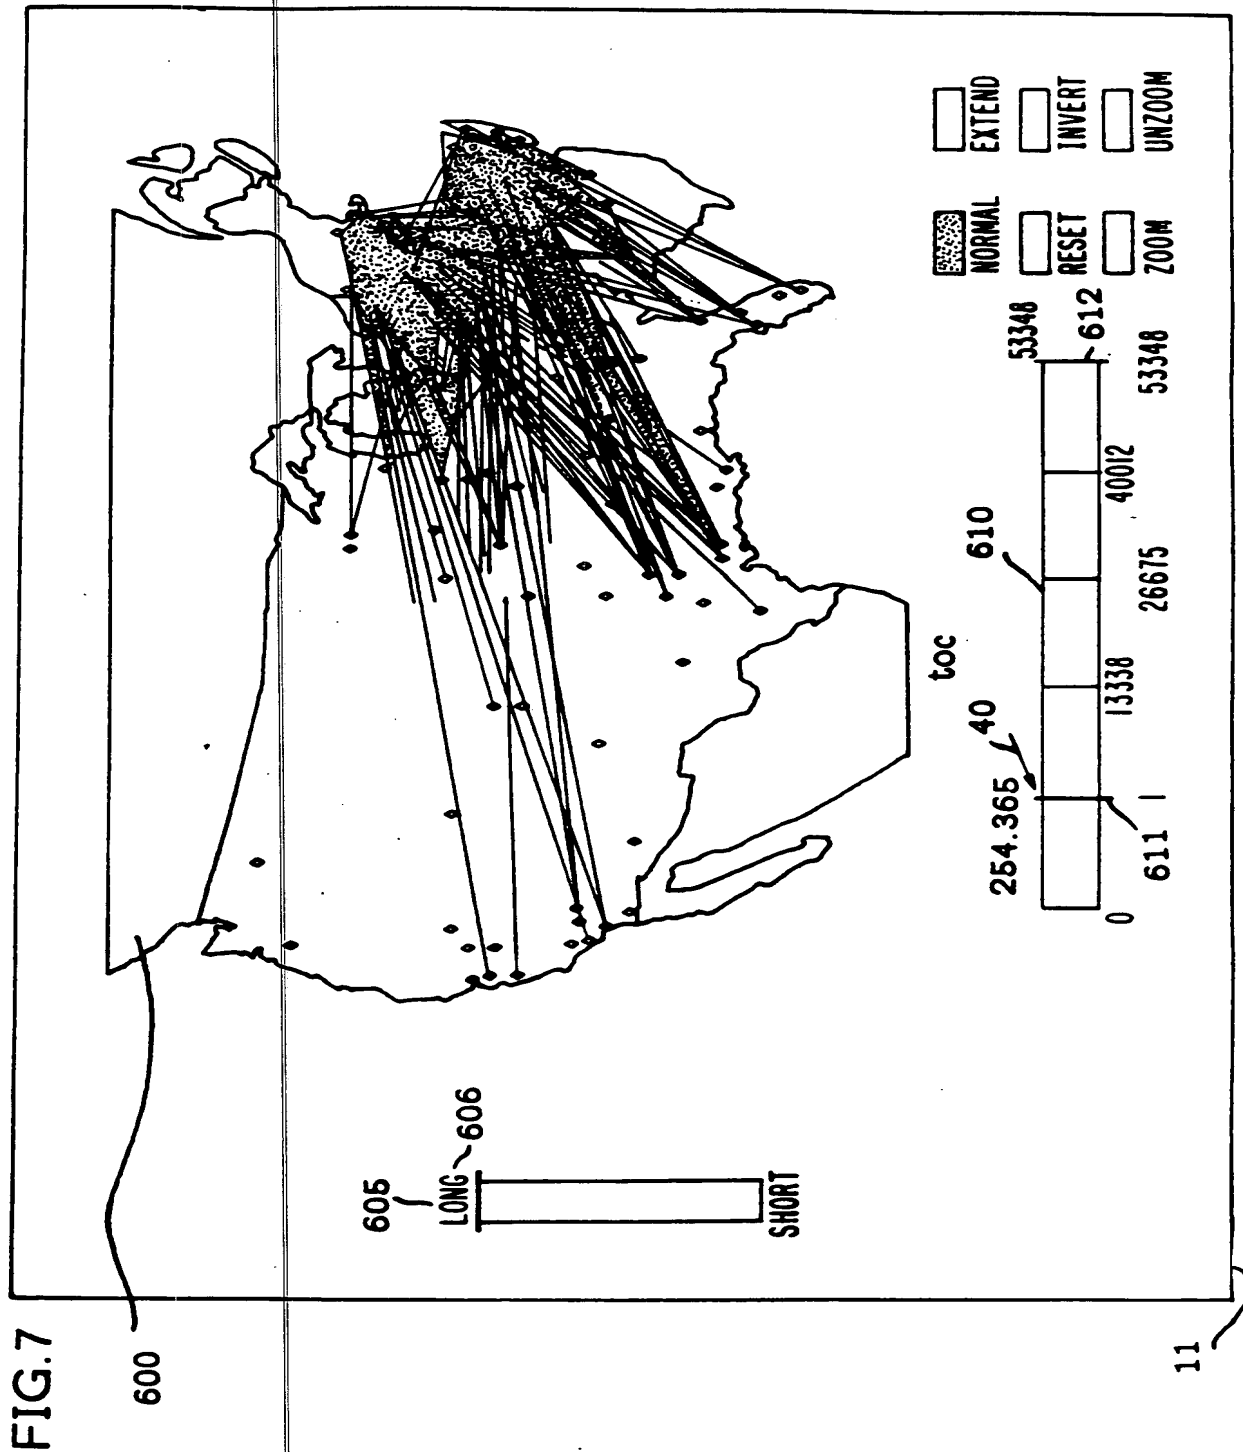 FIG.7
600
605
LONG
606
SHORT
toc
254.365
40
610
53348
612
0
1
13338
26675
40012
53348
611
NORMAL
EXTEND
RESET
INVERT
ZOOM
UNZOOM
11